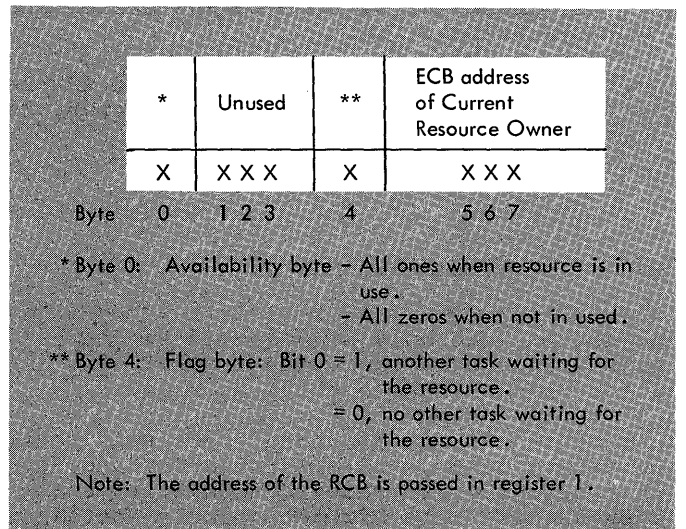 * Unused ** ECB address
of Current
Resource Owner
X X X X X X X X
Byte 0 1 2 3 4 5 6 7
* Byte 0: Availability byte – All ones when resource is in
use.
– All zeros when not in used.
** Byte 4: Flag byte: Bit 0 = 1, another task waiting for
the resource.
= 0, no other task waiting for
the resource.
Note: The address of the RCB is passed in register 1.